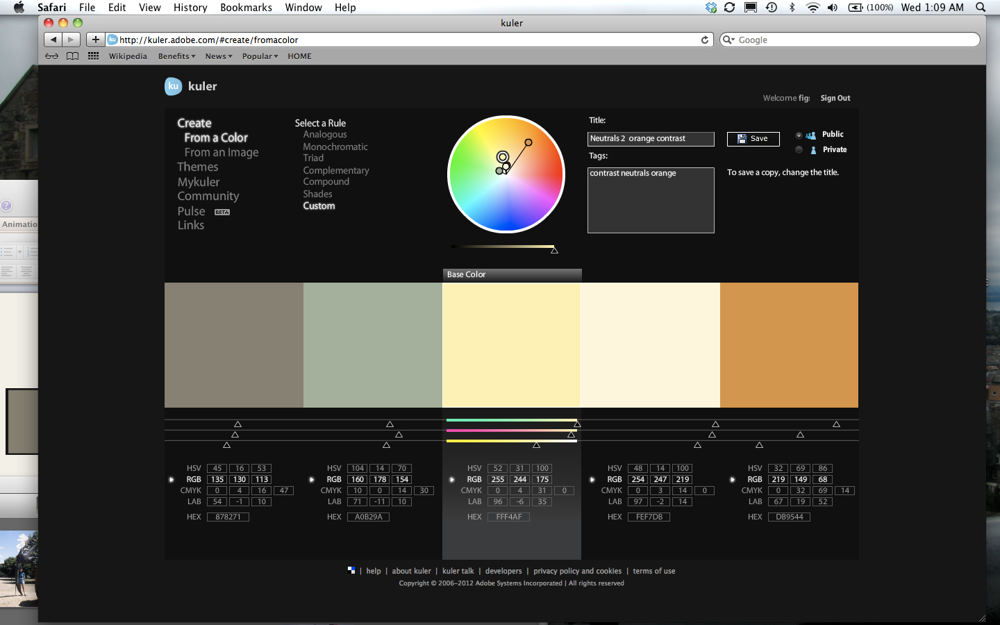 Safari File Edit View History Bookmarks Window Help (100%) Wed 1:09 AM
kuler
ku http://kuler.adobe.com/#create/fromacolor Google
Wikipedia Benefits News Popular HOME
ku kuler
Welcome figs Sign Out
Create
From a Color
From an Image
Themes
Mykuler
Community
Pulse BETA
Links
Select a Rule
Analogous
Monochromatic
Triad
Complementary
Compound
Shades
Custom
Title:
Neutrals 2 orange contrast
Tags:
contrast neutrals orange
Save
Public
Private
To save a copy, change the title.
?
Animatio
Base Color
HSV 45 16 53
RGB 135 130 113
CMYK 0 4 16 47
LAB 54 -1 10
HEX 878271
HSV 104 14 70
RGB 160 178 154
CMYK 10 0 14 30
LAB 71 -11 10
HEX A0B29A
HSV 52 31 100
RGB 255 244 175
CMYK 0 4 31 0
LAB 96 -6 35
HEX FFF4AF
HSV 48 14 100
RGB 254 247 219
CMYK 0 3 14 0
LAB 97 -2 14
HEX FEF7DB
HSV 32 69 86
RGB 219 149 68
CMYK 0 32 69 14
LAB 67 19 52
HEX DB9544
| help | about kuler | kuler talk | developers | privacy policy and cookies | terms of use
Copyright © 2006-2012 Adobe Systems Incorporated | All rights reserved